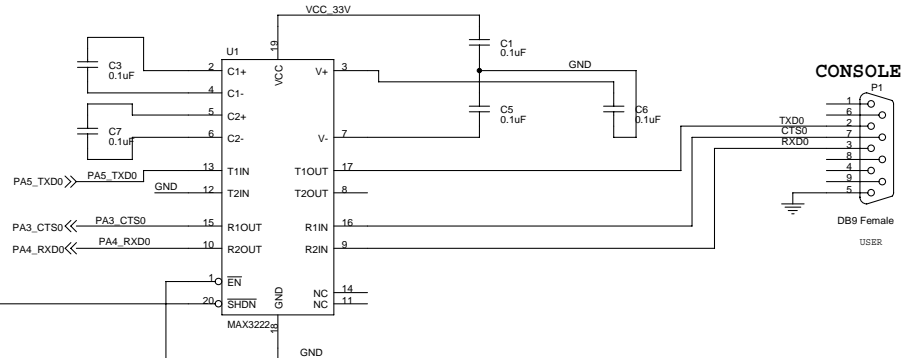 VCC_33V
U1
19
VCC
C1
0.1uF
GND
C3
0.1uF
2
C1+
4
C1-
C7
0.1uF
5
C2+
6
C2-
V+
3
V-
7
C5
0.1uF
C6
0.1uF
PA5_TXD0
PA5_TXD0
13
T1IN
GND
12
T2IN
T1OUT
17
T2OUT
8
PA3_CTS0
PA3_CTS0
15
R1OUT
PA4_RXD0
PA4_RXD0
10
R2OUT
R1IN
16
R2IN
9
1
EN
20
SHDN
GND
18
NC
14
NC
11
MAX3222
GND
CONSOLE
P1
1
6
TXD0
2
CTS0
7
RXD0
3
8
4
9
5
DB9 Female
USER